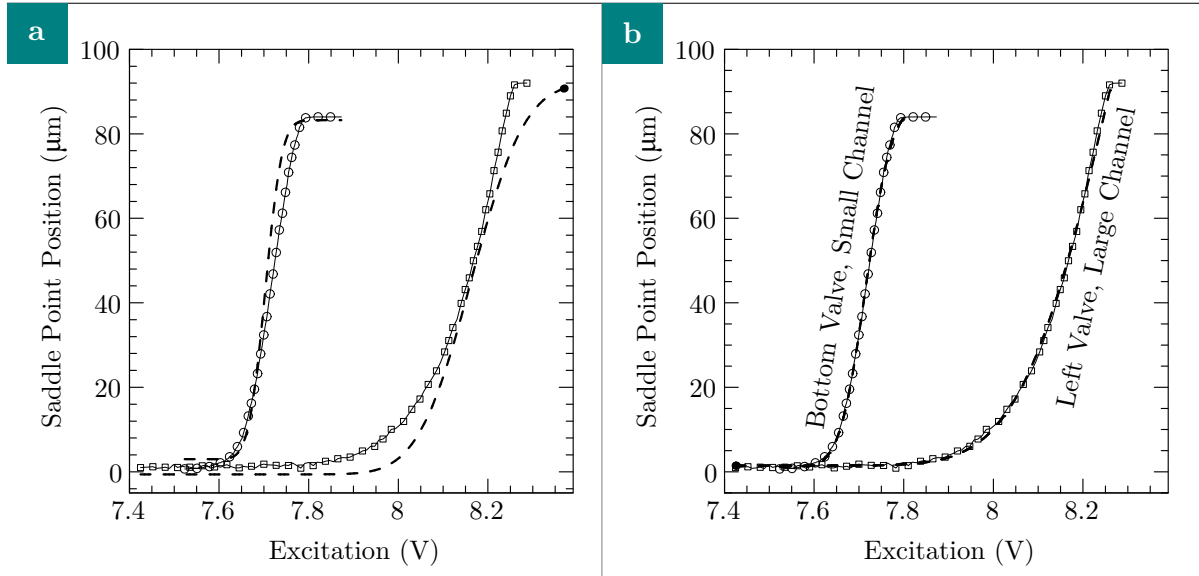 a
100
80
60
40
20
0
Saddle Point Position (µm)
7.4 7.6 7.8 8 8.2
Excitation (V)
b
100
80
60
40
20
0
Saddle Point Position (µm)
Bottom Valve, Small Channel
Left Valve, Large Channel
7.4 7.6 7.8 8 8.2
Excitation (V)